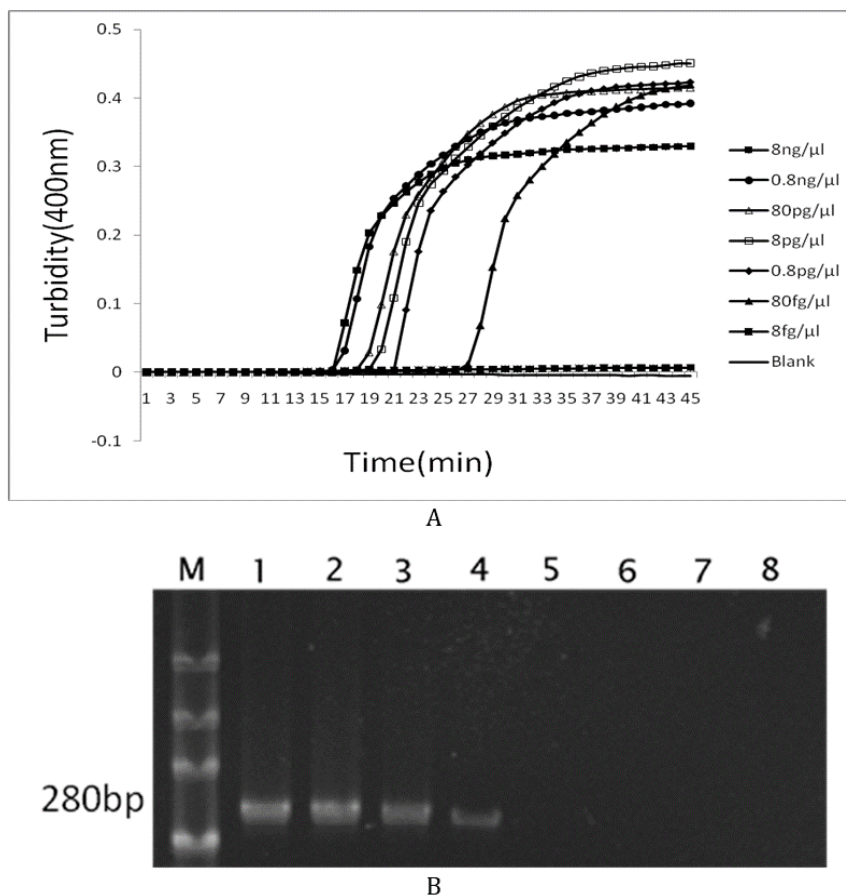 0.5
0.4
0.3
0.2
0.1
0
-0.1
Turbidity(400nm)
1 3 5 7 9 11 13 15 17 19 21 23 25 27 29 31 33 35 37 39 41 43 45
Time(min)
8ng/μl
0.8ng/μl
80pg/μl
8pg/μl
0.8pg/μl
80fg/μl
8fg/μl
Blank
A
M 1 2 3 4 5 6 7 8
280bp
B